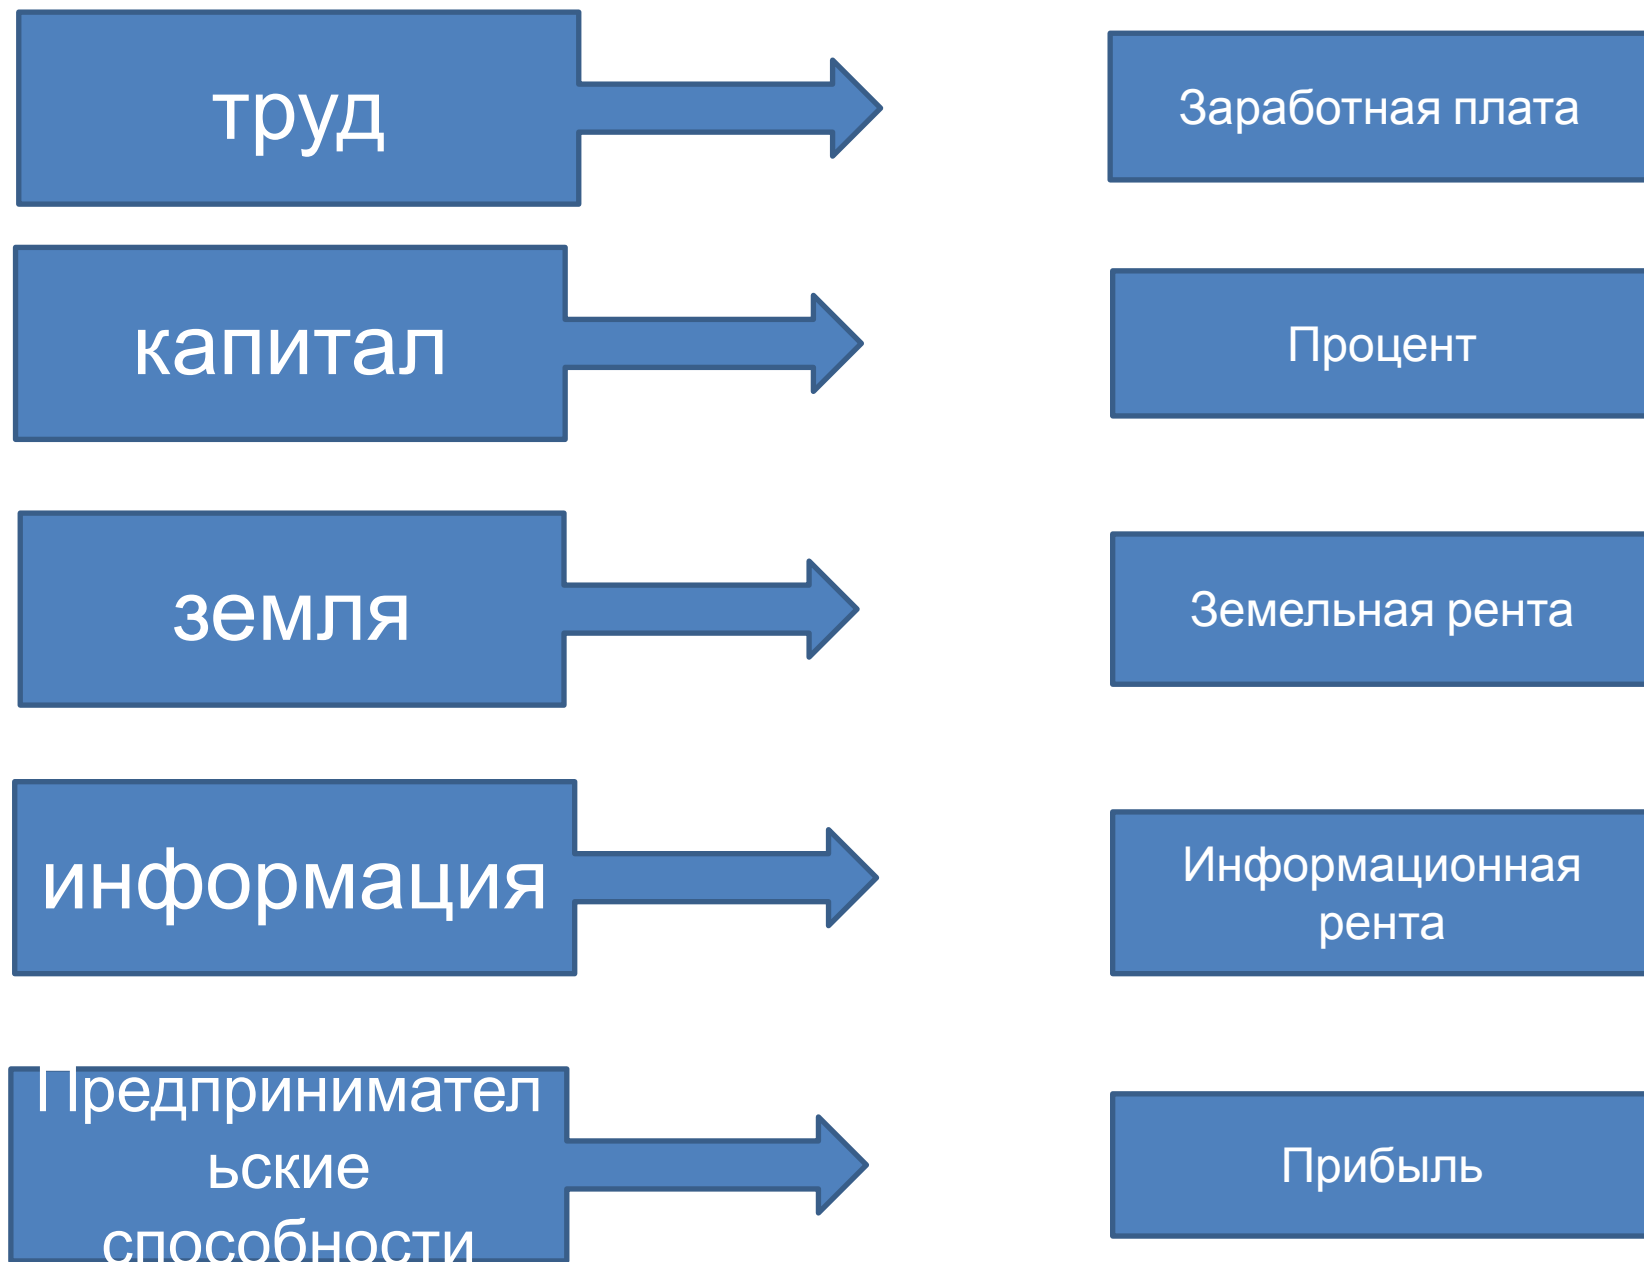 труд
Заработная плата
капитал
Процент
земля
Земельная рента
информация
Информационная
рента
Предпринимател
ьские
способности
Прибыль